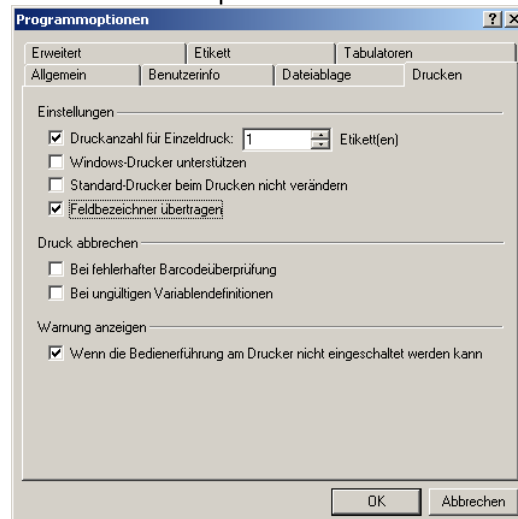 Programmoptionen
Erweitert Etikett Tabulatoren
Allgemein Benutzerinfo Dateiablage Drucken
Einstellungen
Druckanzahl für Einzeldruck: 1 Etikett(en)
Windows-Drucker unterstützen
Standard-Drucker beim Drucken nicht verändern
Feldbezeichner übertragen
Druck abbrechen
Bei fehlerhafter Barcodeüberprüfung
Bei ungültigen Variablendefinitionen
Warnung anzeigen
Wenn die Bedienerführung am Drucker nicht eingeschaltet werden kann
OK Abbrechen